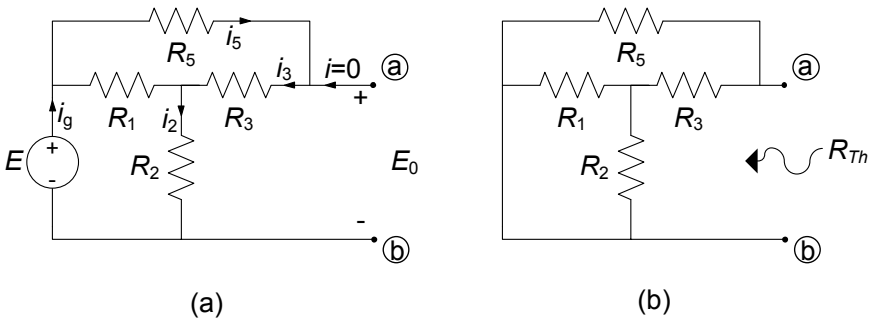 i5
R5
i3
i=0
a
+
ig
R1
i2
R3
E
+
-
R2
E0
-
b
(a)
R5
a
R1
R3
R2
RTh
b
(b)